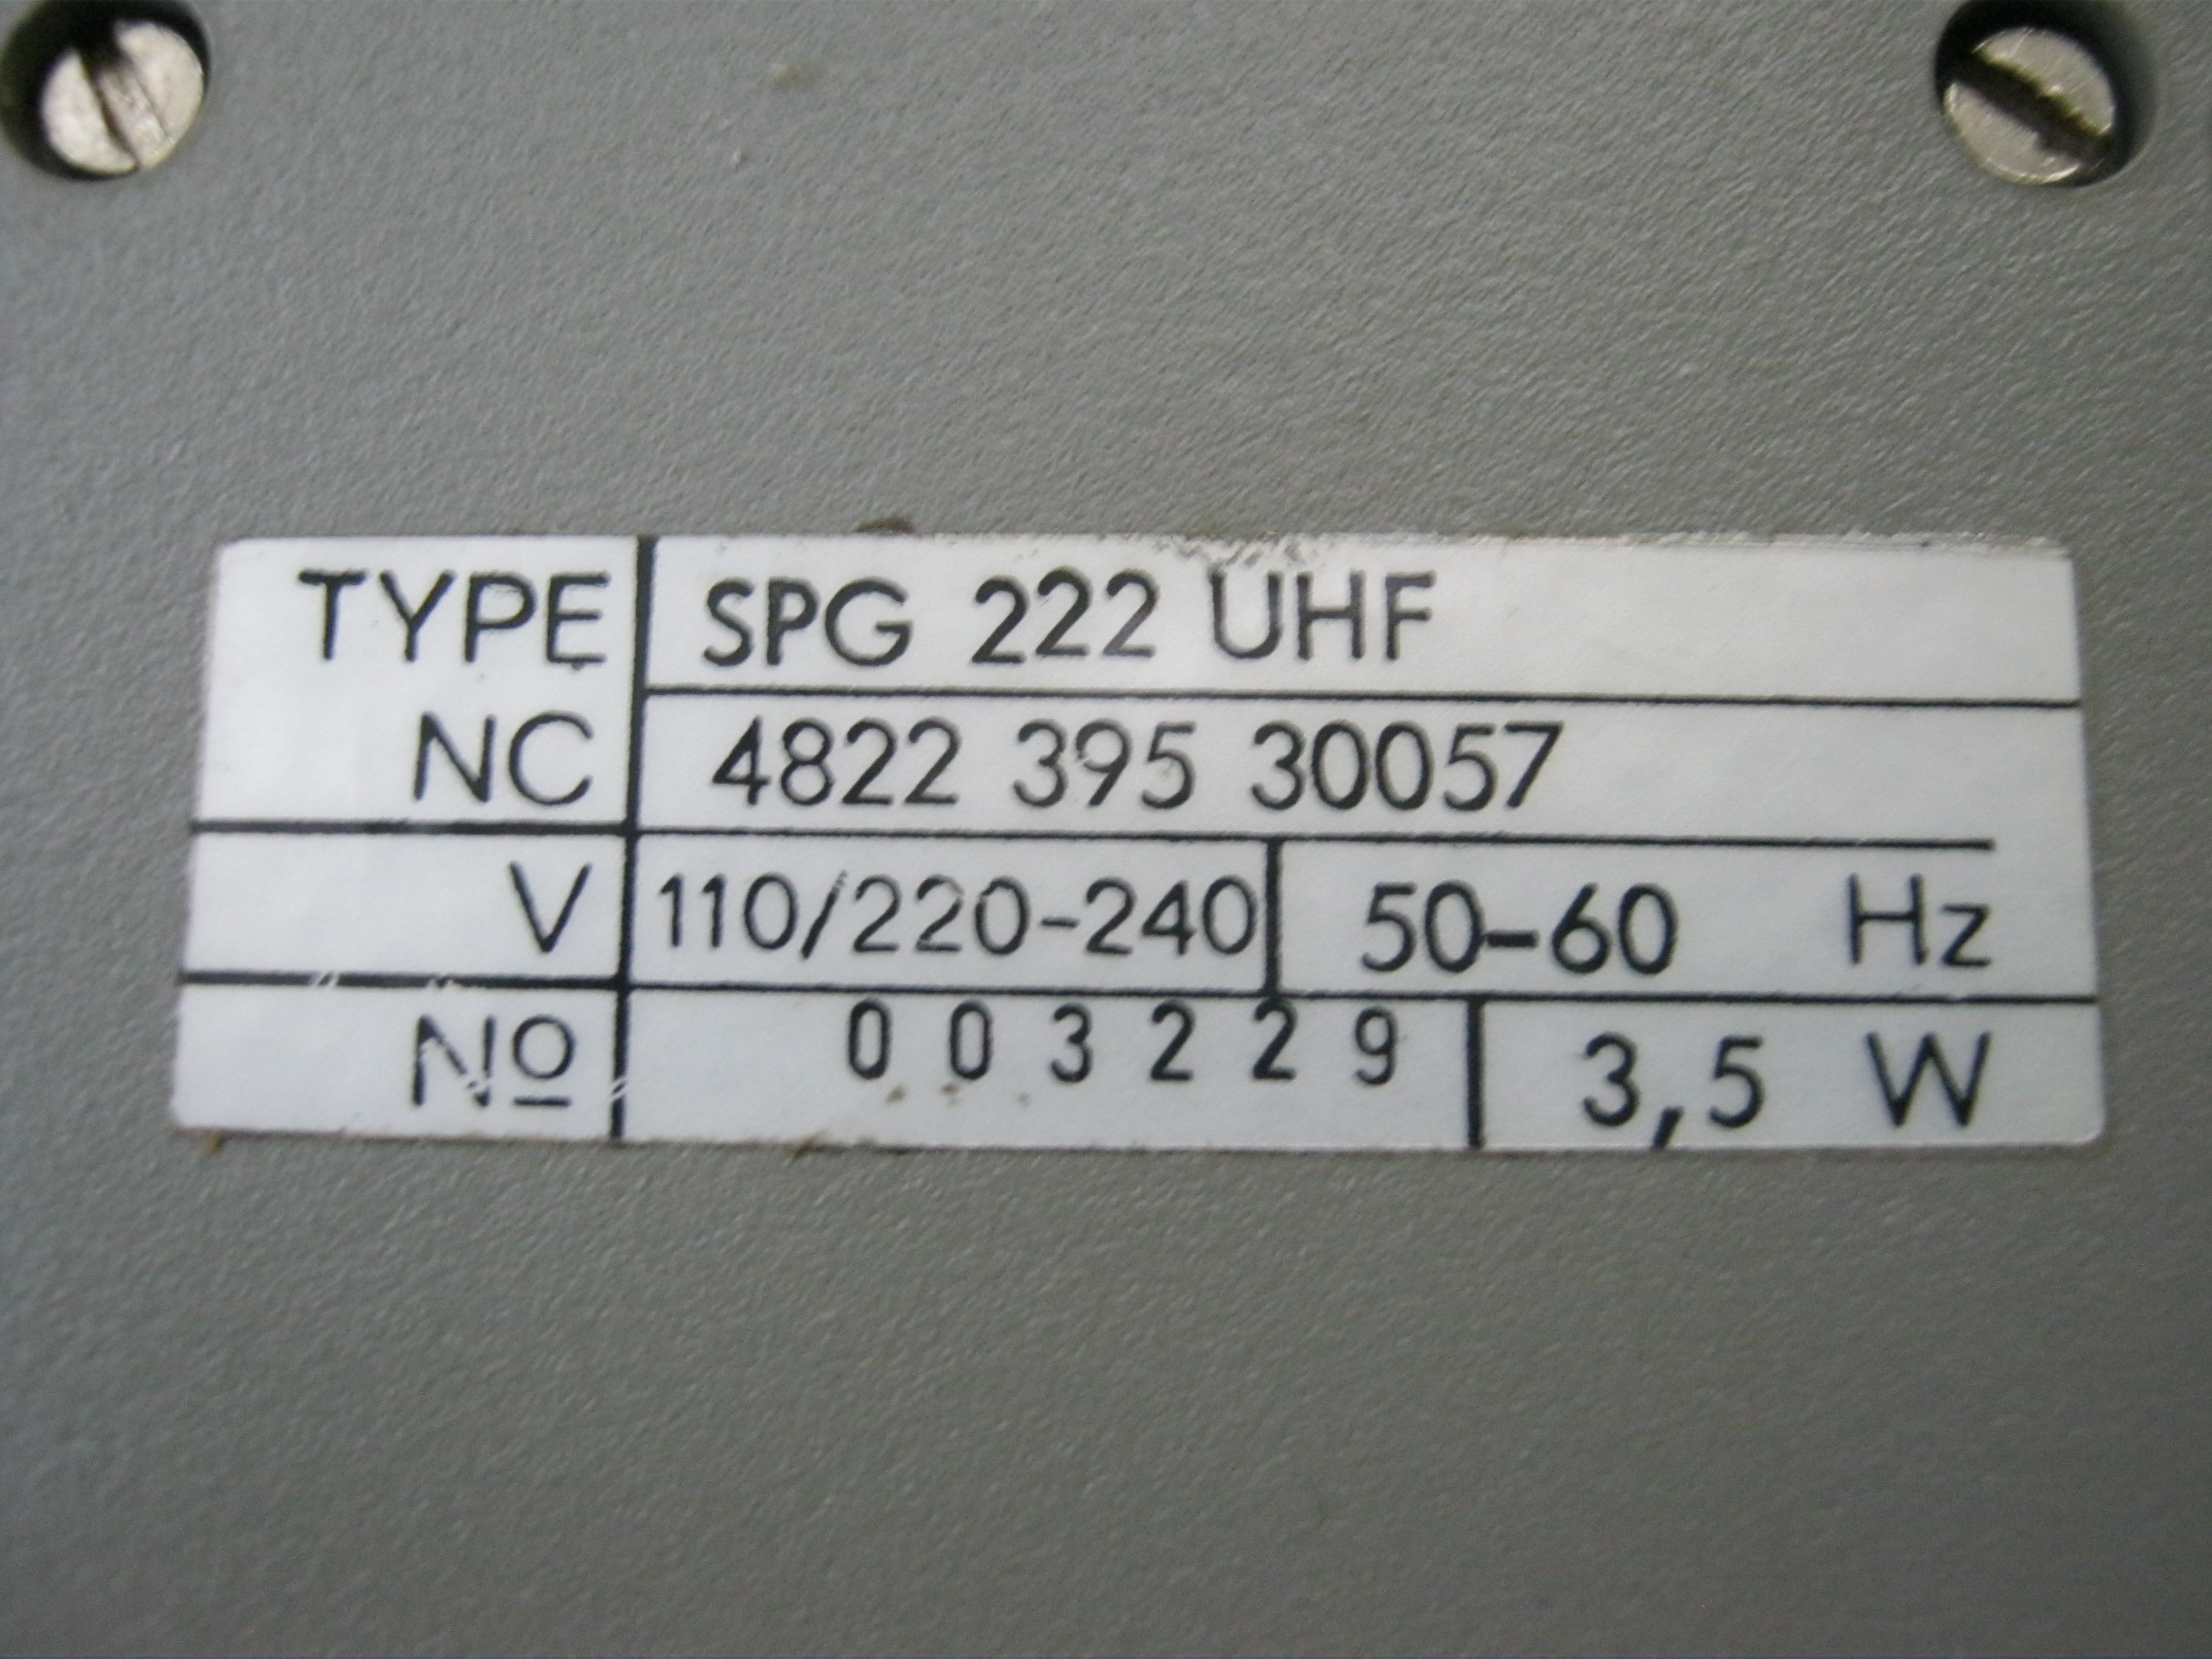 TYPE SPG 222 UHF
NC 4822 395 30057
V 110/220-240 50-60 Hz
Nº 003229 3,5 W